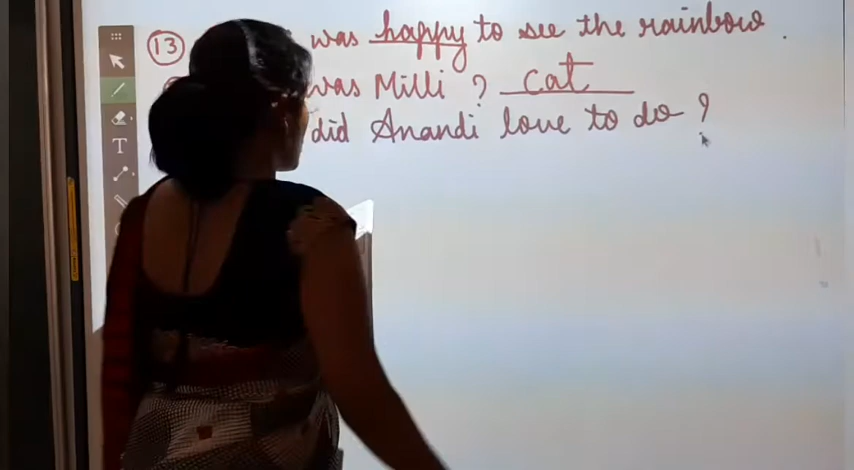 13 was happy to see the rainbow.
was Milli ? cat
did Anandi love to do ?
T